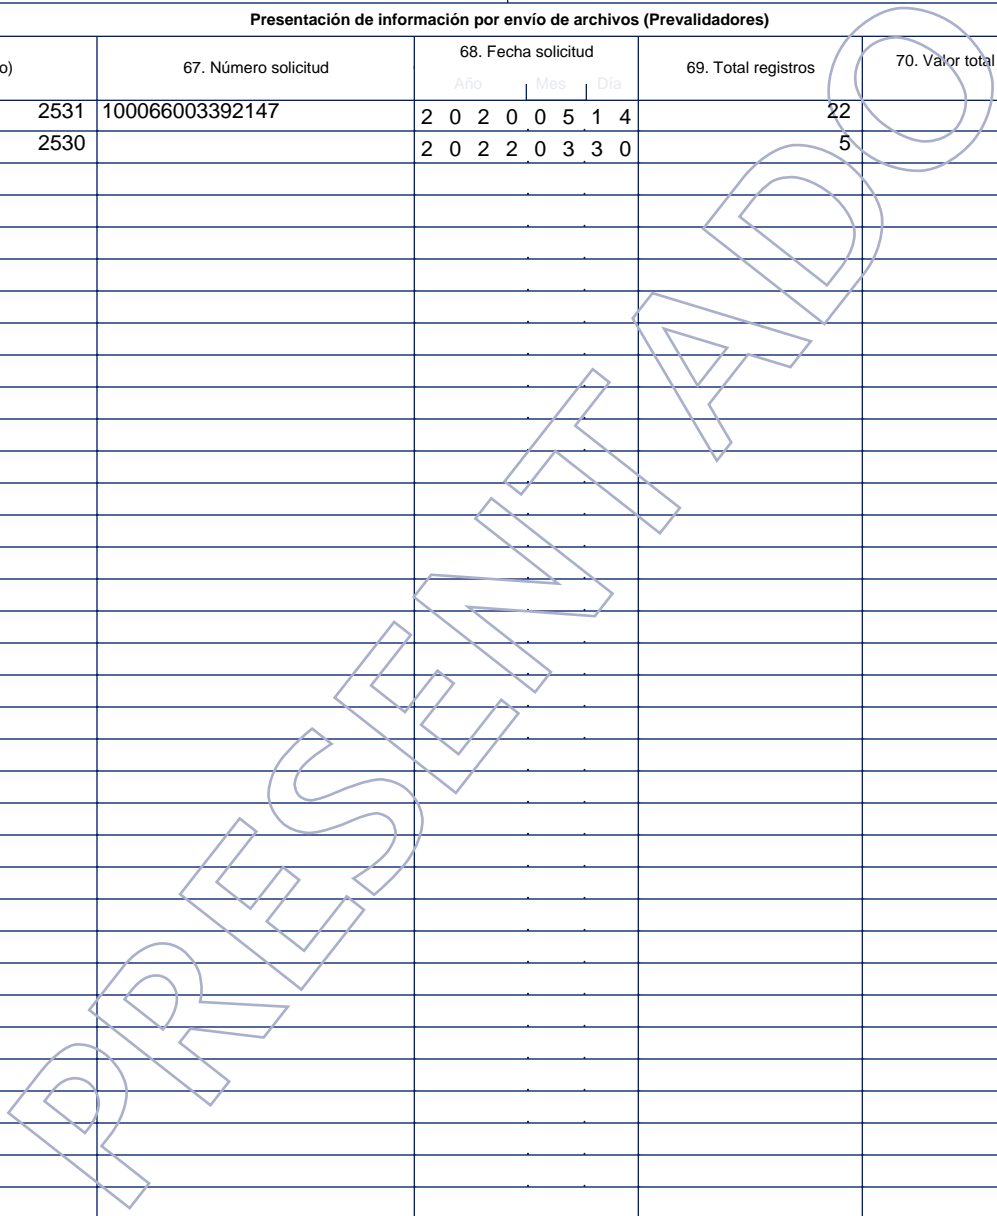 Presentación de información por envío de archivos (Prevalidadores)
o) 67. Número solicitud 68. Fecha solicitud 69. Total registros 70. Valor total
Año Mes Día
2531 100066003392147 2 0 2 0 0 5 1 4 22
2530 2 0 2 2 0 3 3 0 5
PRESENTADO